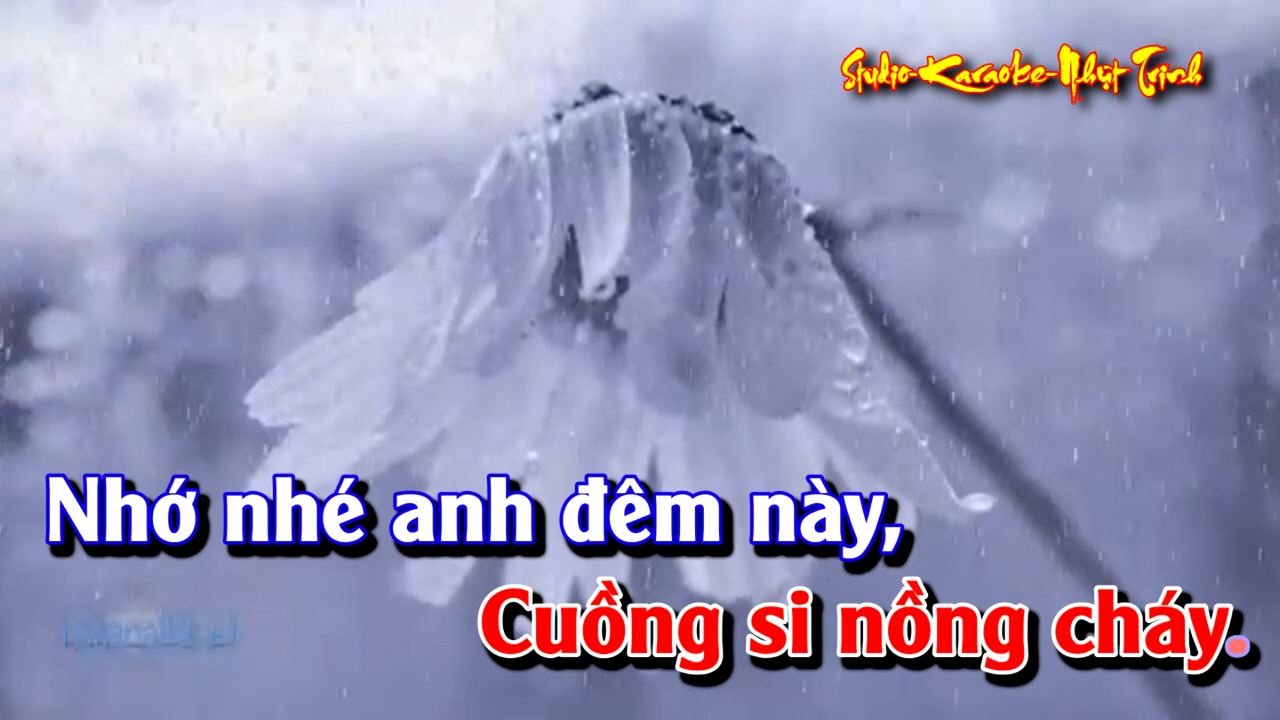 Studio-Karaoke-Nhựt Trinh
Nhớ nhé anh đêm này,
Cuồng si nồng cháy.